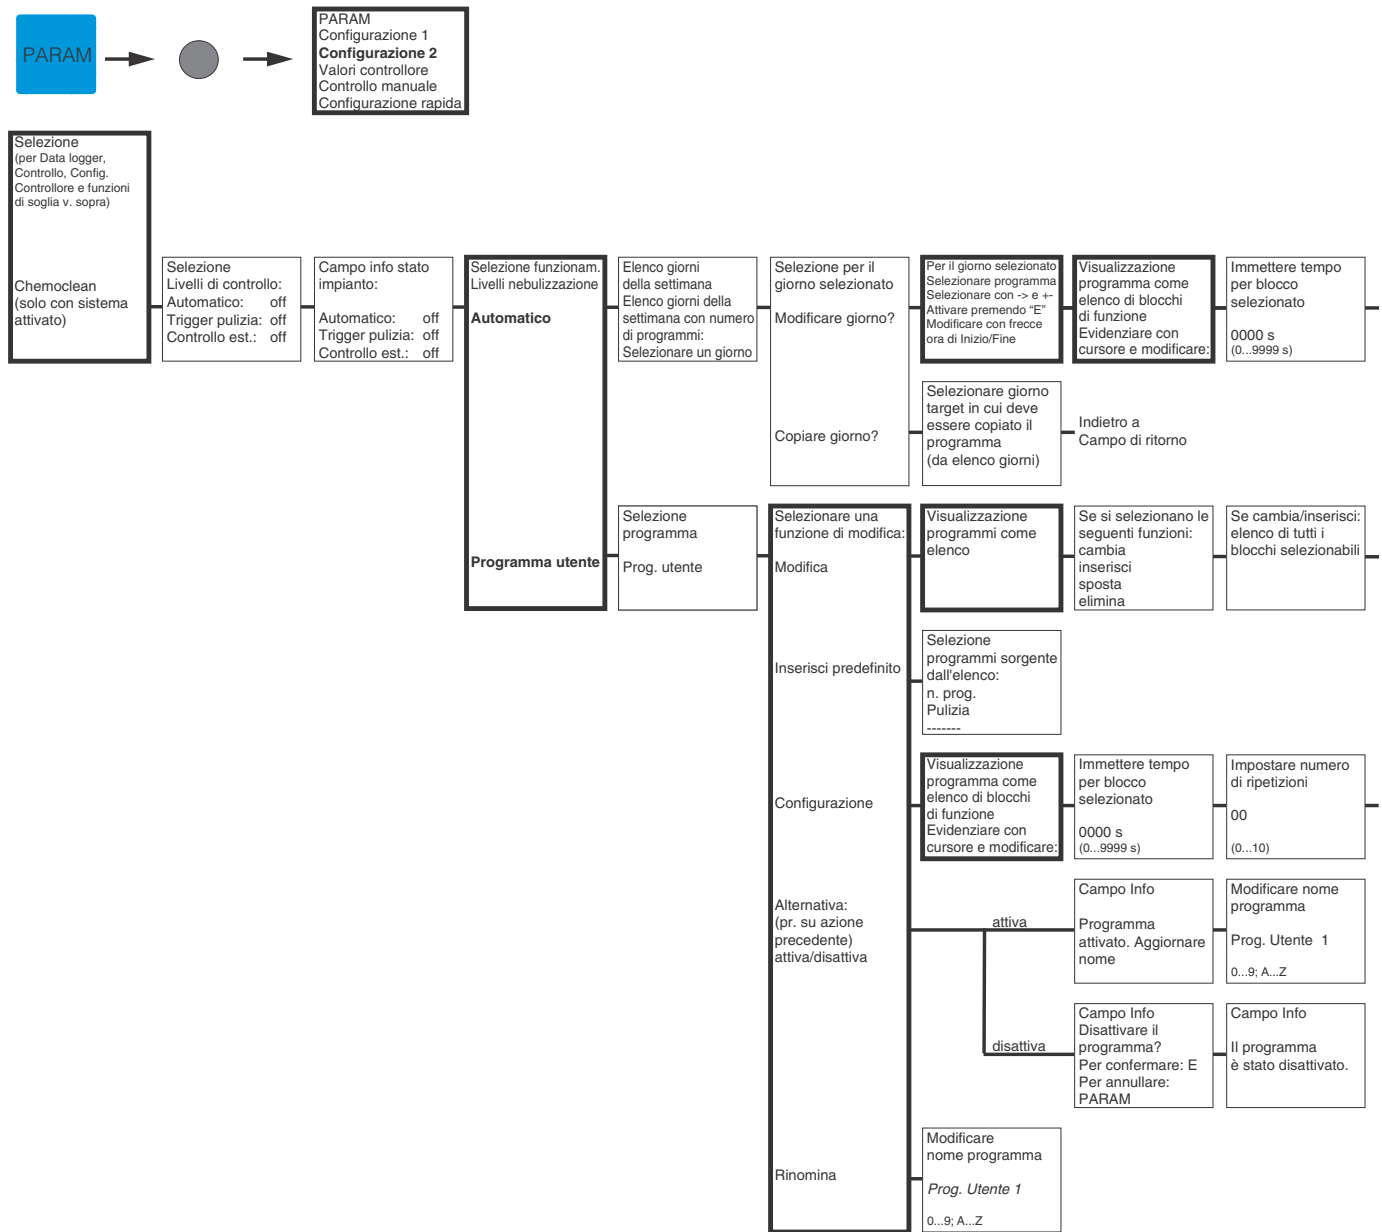 PARAM
PARAM
Configurazione 1
Configurazione 2
Valori controllore
Controllo manuale
Configurazione rapida
Selezione
(per Data logger,
Controllo, Config.
Controllore e funzioni
di soglia v. sopra)
Chemoclean
(solo con sistema
attivato)
Selezione
Livelli di controllo:
Automatico: off
Trigger pulizia: off
Controllo est.: off
Campo info stato
impianto:
Automatico: off
Trigger pulizia: off
Controllo est.: off
Selezione funzionam.
Livelli nebulizzazione
Automatico
Programma utente
Elenco giorni
della settimana
Elenco giorni della
settimana con numero
di programmi:
Selezionare un giorno
Selezione per il
giorno selezionato
Modificare giorno?
Copiare giorno?
Per il giorno selezionato
Selezionare programma
Selezionare con -> e +-
Attivare premendo “E”
Modificare con frecce
ora di Inizio/Fine
Visualizzazione
programma come
elenco di blocchi
di funzione
Evidenziare con
cursore e modificare:
Immettere tempo
per blocco
selezionato
0000 s
(0...9999 s)
Selezionare giorno
target in cui deve
essere copiato il
programma
(da elenco giorni)
Indietro a
Campo di ritorno
Selezione
programma
Prog. utente
Selezionare una
funzione di modifica:
Modifica
Inserisci predefinito
Configurazione
Alternativa:
(pr. su azione
precedente)
attiva/disattiva
Rinomina
Visualizzazione
programmi come
elenco
Se si selezionano le
seguenti funzioni:
cambia
inserisci
sposta
elimina
Se cambia/inserisci:
elenco di tutti i
blocchi selezionabili
Selezione
programmi sorgente
dall'elenco:
n. prog.
Pulizia
-------
Visualizzazione
programma come
elenco di blocchi
di funzione
Evidenziare con
cursore e modificare:
Immettere tempo
per blocco
selezionato
0000 s
(0...9999 s)
Impostare numero
di ripetizioni
00
(0...10)
attiva
Campo Info
Programma
attivato. Aggiornare
nome
Modificare nome
programma
Prog. Utente 1
0...9; A...Z
disattiva
Campo Info
Disattivare il
programma?
Per confermare: E
Per annullare:
PARAM
Campo Info
Il programma
è stato disattivato.
Modificare
nome programma
Prog. Utente 1
0...9; A...Z